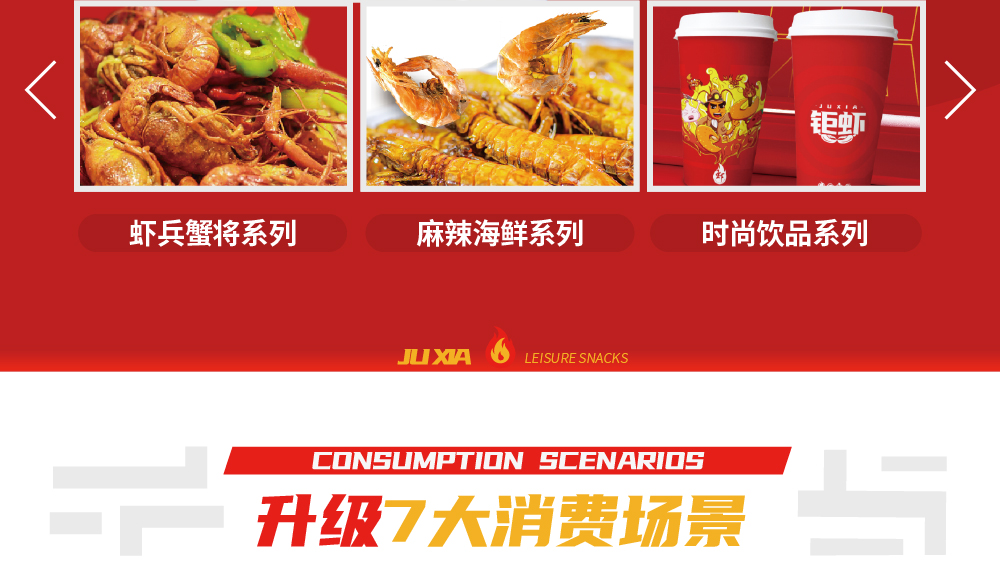 JUXIA
钜虾
虾
虾兵蟹将系列
麻辣海鲜系列
时尚饮品系列
JU XIA
LEISURE SNACKS
CONSUMPTION SCENARIOS
升级7大消费场景